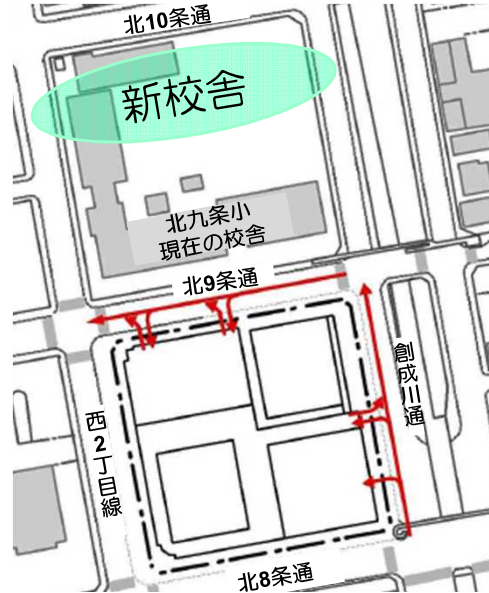 北10条通
新校舎
北九条小
現在の校舎
北9条通
創成川通
西2丁目線
北8条通